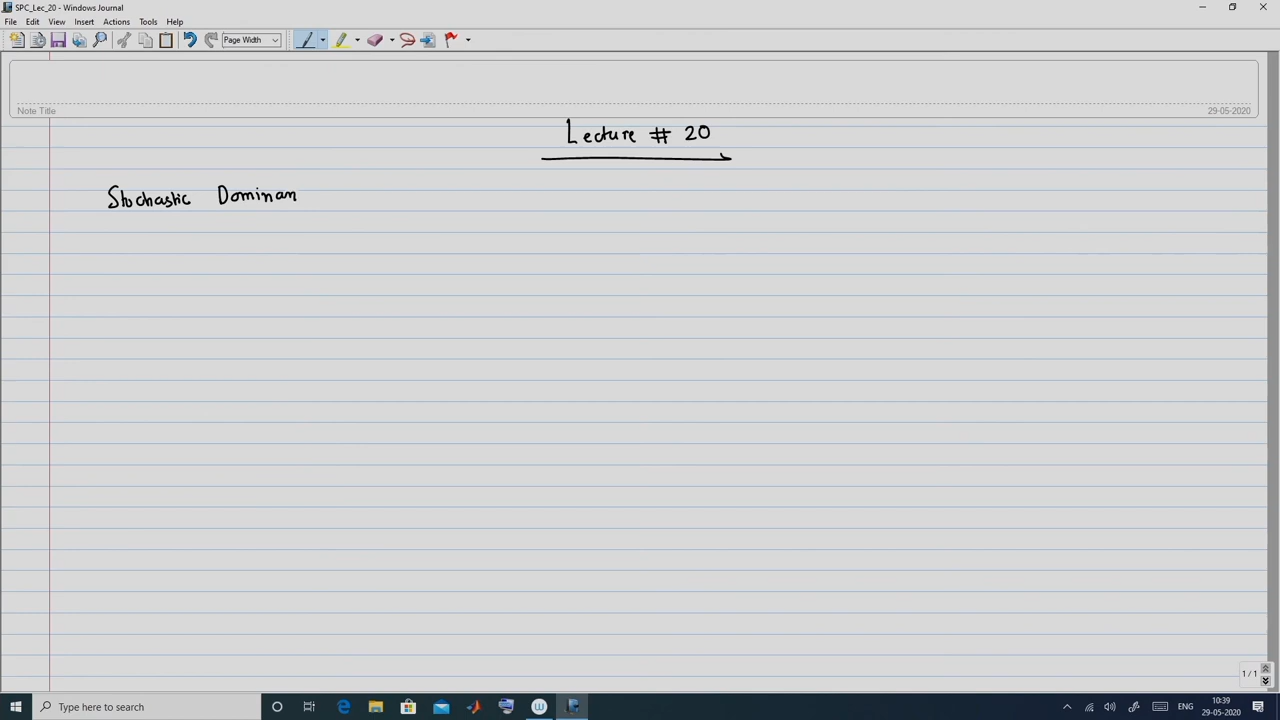 SPC_Lec_20 - Windows Journal
File Edit View Insert Actions Tools Help
Page Width
Note Title
29-05-2020
Lecture # 20
Stochastic Dominan
1/1
Type here to search
ENG
10:39
29-05-2020